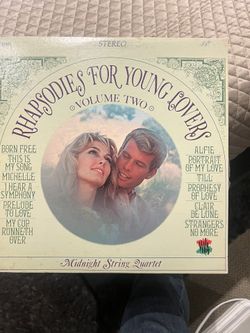 STEREO
RHAPSODIES FOR YOUNG LOVERS
VOLUME TWO
BORN FREE
THIS IS
MY SONG
MICHELLE
I HEAR A
SYMPHONY
PRELUDE
TO LOVE
MY CUP
RUNNETH
OVER
ALFIE
PORTRAIT
OF MY LOVE
TILL
PROPHESY
OF LOVE
CLAIR
DE LUNE
STRANGERS
NO MORE
Midnight String Quartet